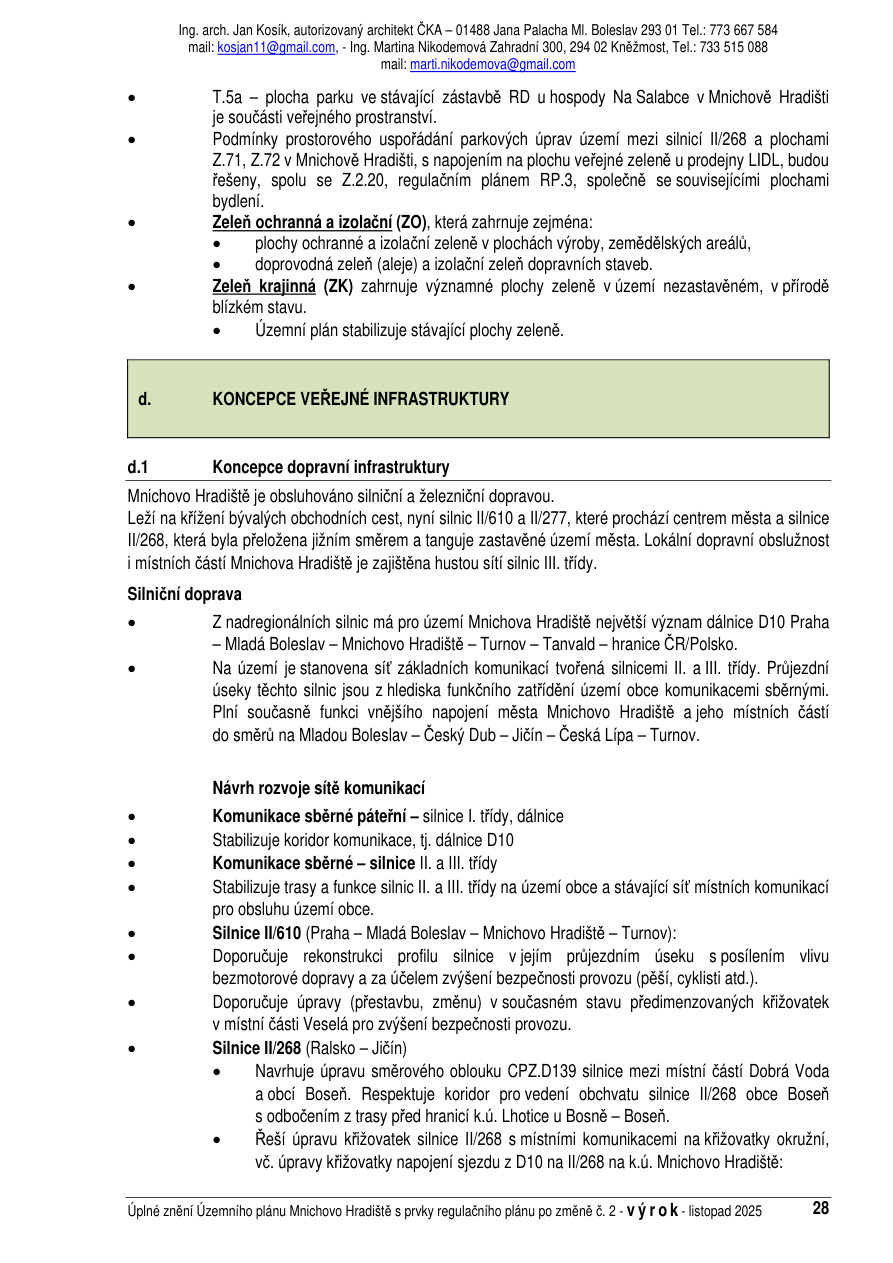 Ing. arch. Jan Kosík, autorizovaný architekt ČKA – 01488 Jana Palacha Ml. Boleslav 293 01 Tel.: 773 667 584
mail: kosjan11@gmail.com, - Ing. Martina Nikodemová Zahradní 300, 294 02 Kněžmost, Tel.: 733 515 088
mail: marti.nikodemova@gmail.com
• T.5a – plocha parku ve stávající zástavbě RD u hospody Na Salabce v Mnichově Hradišti
je součásti veřejného prostranství.
• Podmínky prostorového uspořádání parkových úprav území mezi silnicí II/268 a plochami
Z.71, Z.72 v Mnichově Hradišti, s napojením na plochu veřejné zeleně u prodejny LIDL, budou
řešeny, spolu se Z.2.20, regulačním plánem RP.3, společně se souvisejícími plochami
bydlení.
• Zeleň ochranná a izolační (ZO), která zahrnuje zejména:
• plochy ochranné a izolační zeleně v plochách výroby, zemědělských areálů,
• doprovodná zeleň (aleje) a izolační zeleň dopravních staveb.
• Zeleň krajinná (ZK) zahrnuje významné plochy zeleně v území nezastavěném, v přírodě
blízkém stavu.
• Územní plán stabilizuje stávající plochy zeleně.
d. KONCEPCE VEŘEJNÉ INFRASTRUKTURY
d.1 Koncepce dopravní infrastruktury
Mnichovo Hradiště je obsluhováno silniční a železniční dopravou.
Leží na křížení bývalých obchodních cest, nyní silnic II/610 a II/277, které prochází centrem města a silnice
II/268, která byla přeložena jižním směrem a tanguje zastavěné území města. Lokální dopravní obslužnost
i místních částí Mnichova Hradiště je zajištěna hustou sítí silnic III. třídy.
Silniční doprava
• Z nadregionálních silnic má pro území Mnichova Hradiště největší význam dálnice D10 Praha
– Mladá Boleslav – Mnichovo Hradiště – Turnov – Tanvald – hranice ČR/Polsko.
• Na území je stanovena síť základních komunikací tvořená silnicemi II. a III. třídy. Průjezdní
úseky těchto silnic jsou z hlediska funkčního zatřídění území obce komunikacemi sběrnými.
Plní současně funkci vnějšího napojení města Mnichovo Hradiště a jeho místních částí
do směrů na Mladou Boleslav – Český Dub – Jičín – Česká Lípa – Turnov.
Návrh rozvoje sítě komunikací
• Komunikace sběrné páteřní – silnice I. třídy, dálnice
• Stabilizuje koridor komunikace, tj. dálnice D10
• Komunikace sběrné – silnice II. a III. třídy
• Stabilizuje trasy a funkce silnic II. a III. třídy na území obce a stávající síť místních komunikací
pro obsluhu území obce.
• Silnice II/610 (Praha – Mladá Boleslav – Mnichovo Hradiště – Turnov):
• Doporučuje rekonstrukci profilu silnice v jejím průjezdním úseku s posílením vlivu
bezmotorové dopravy a za účelem zvýšení bezpečnosti provozu (pěší, cyklisti atd.).
• Doporučuje úpravy (přestavbu, změnu) v současném stavu předimenzovaných křižovatek
v místní části Veselá pro zvýšení bezpečnosti provozu.
• Silnice II/268 (Ralsko – Jičín)
• Navrhuje úpravu směrového oblouku CPZ.D139 silnice mezi místní částí Dobrá Voda
a obcí Boseň. Respektuje koridor pro vedení obchvatu silnice II/268 obce Boseň
s odbočením z trasy před hranicí k.ú. Lhotice u Bosně – Boseň.
• Řeší úpravu křižovatek silnice II/268 s místními komunikacemi na křižovatky okružní,
vč. úpravy křižovatky napojení sjezdu z D10 na II/268 na k.ú. Mnichovo Hradiště:
Úplné znění Územního plánu Mnichovo Hradiště s prvky regulačního plánu po změně č. 2 - v ý r o k - listopad 2025 28